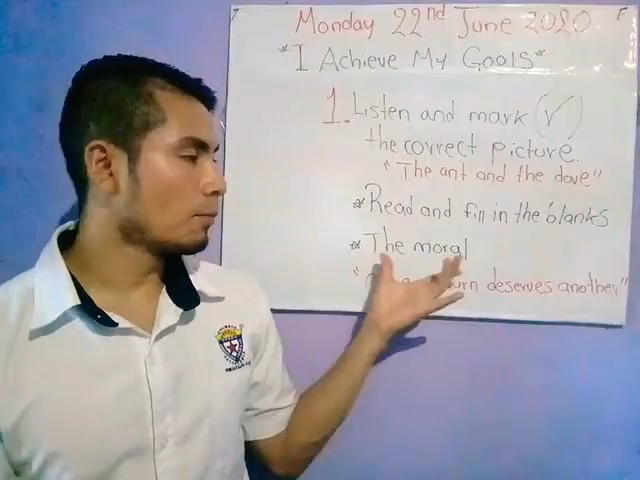 Monday 22nd June 2020
*I Achieve My Goals*
1. Listen and mark (✓)
the correct picture.
"The ant and the dove"
*Read and fill in the blanks
*The moral
deserves another"